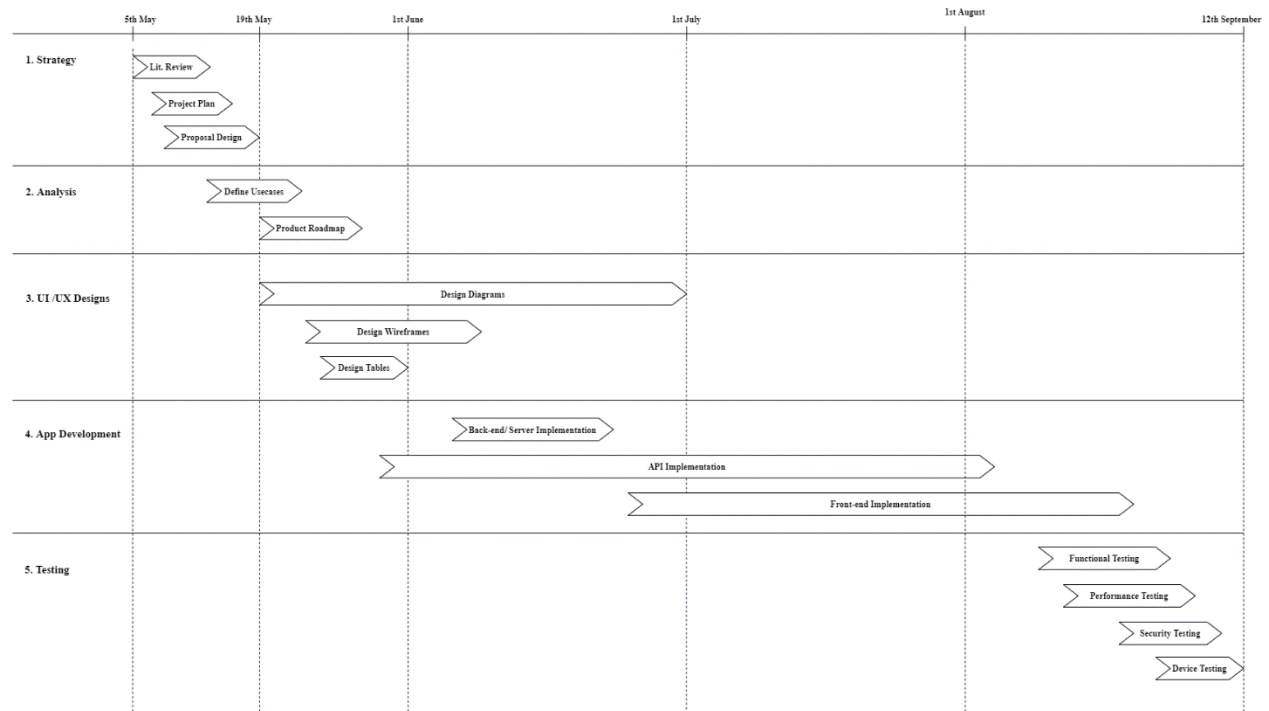 5th May
19th May
1st June
1st July
1st August
12th September
1. Strategy
Lit. Review
Project Plan
Proposal Design
2. Analysis
Define Usecases
Product Roadmap
3. UI /UX Designs
Design Diagrams
Design Wireframes
Design Tables
4. App Development
Back-end/ Server Implementation
API Implementation
Front-end Implementation
5. Testing
Functional Testing
Performance Testing
Security Testing
Device Testing